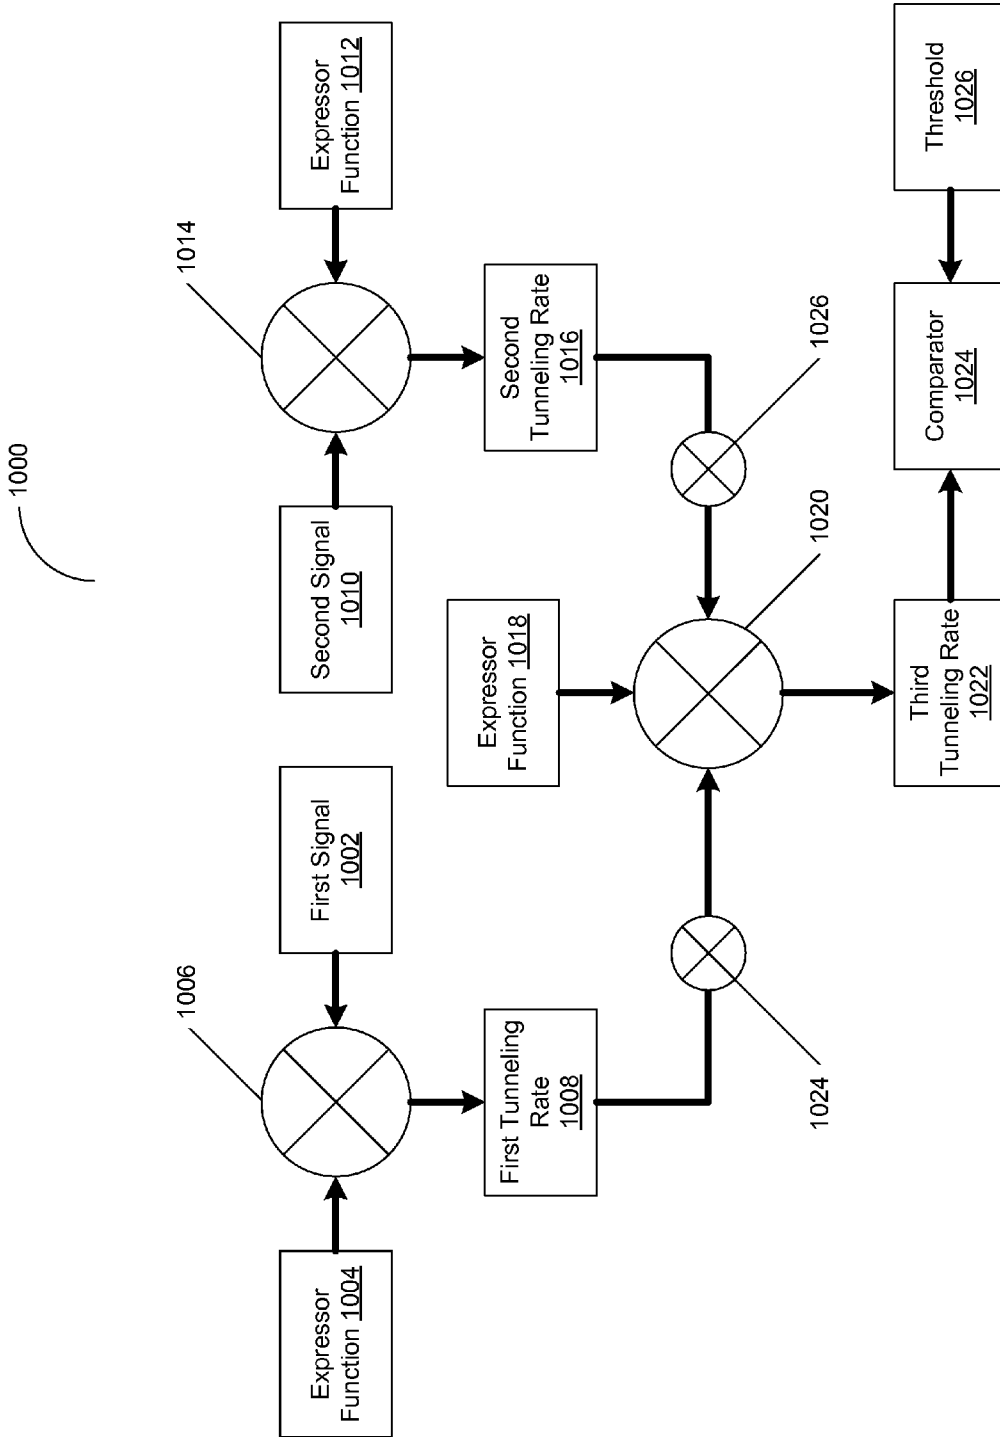 1000
1006
1014
Expressor
Function 1004
First Signal
1002
Second Signal
1010
Expressor
Function 1012
First Tunneling
Rate
1008
Expressor
Function 1018
Second
Tunneling Rate
1016
1024
1020
1026
Third
Tunneling Rate
1022
Comparator
1024
Threshold
1026